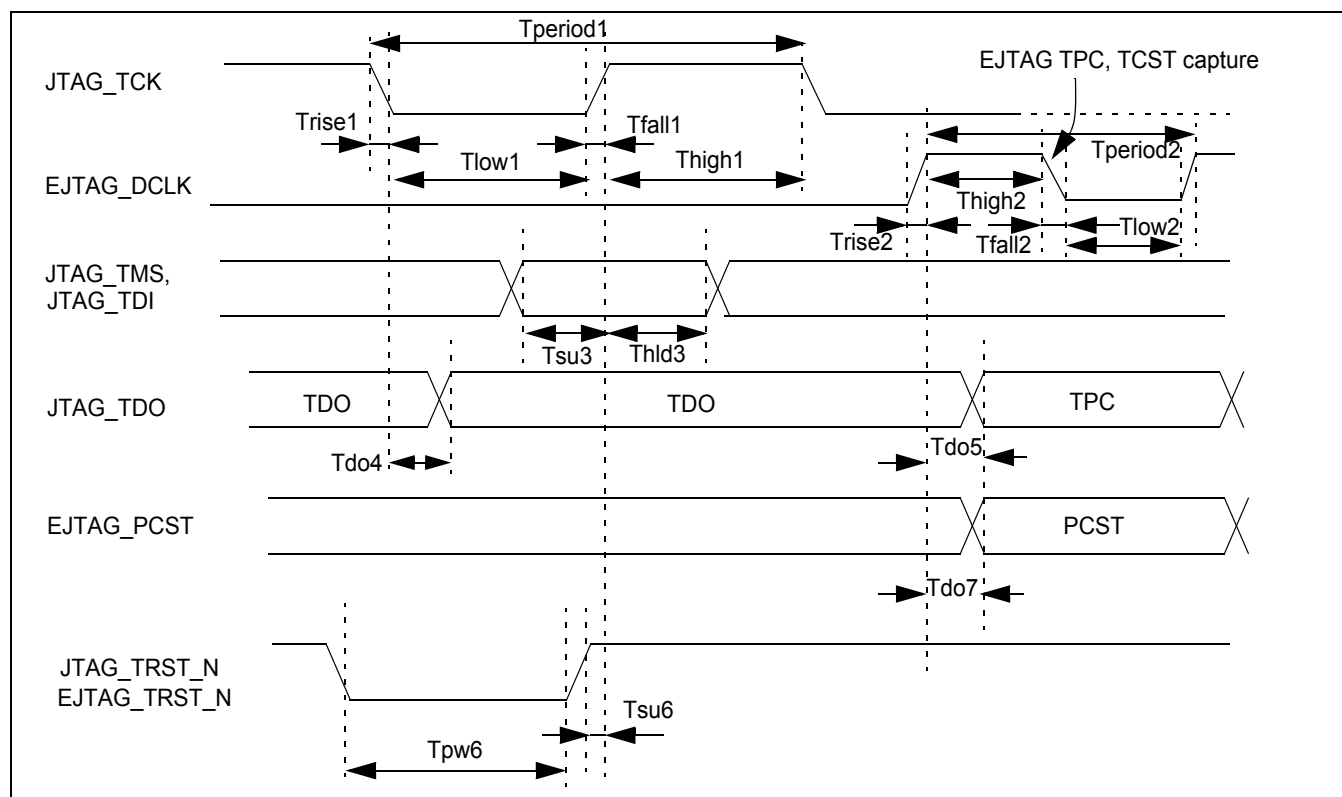 Tperiod1
EJTAG TPC, TCST capture
JTAG_TCK
Trise1
Tfall1
Tperiod2
Tlow1
Thigh1
EJTAG_DCLK
Thigh2
Trise2
Tfall2
Tlow2
JTAG_TMS,
JTAG_TDI
Tsu3
Thld3
JTAG_TDO
TDO
TDO
TPC
Tdo4
Tdo5
EJTAG_PCST
PCST
Tdo7
JTAG_TRST_N
EJTAG_TRST_N
Tsu6
Tpw6